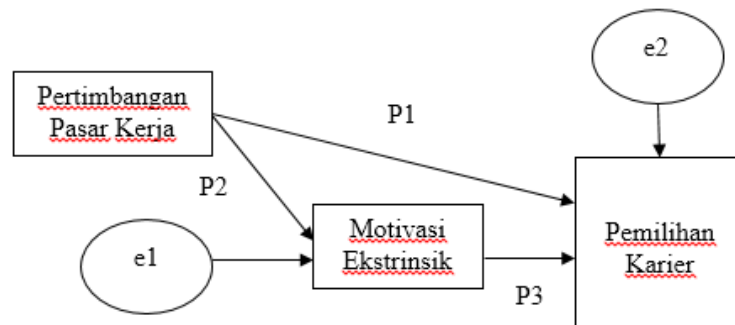 e2
Pertimbangan
Pasar Kerja
P1
P2
Motivasi
Ekstrinsik
Pemilihan
Karier
e1
P3